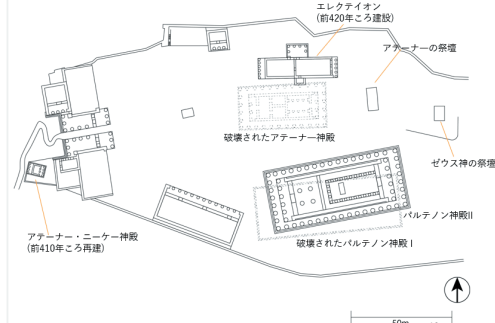 エレクテイオン
(前420年ころ建設)
アテーナーの祭壇
破壊されたアテーナー神殿
ゼウス神の祭壇
パルテノン神殿II
破壊されたパルテノン神殿 I
アテーナー・ニーケー神殿
(前410年ころ再建)
50m